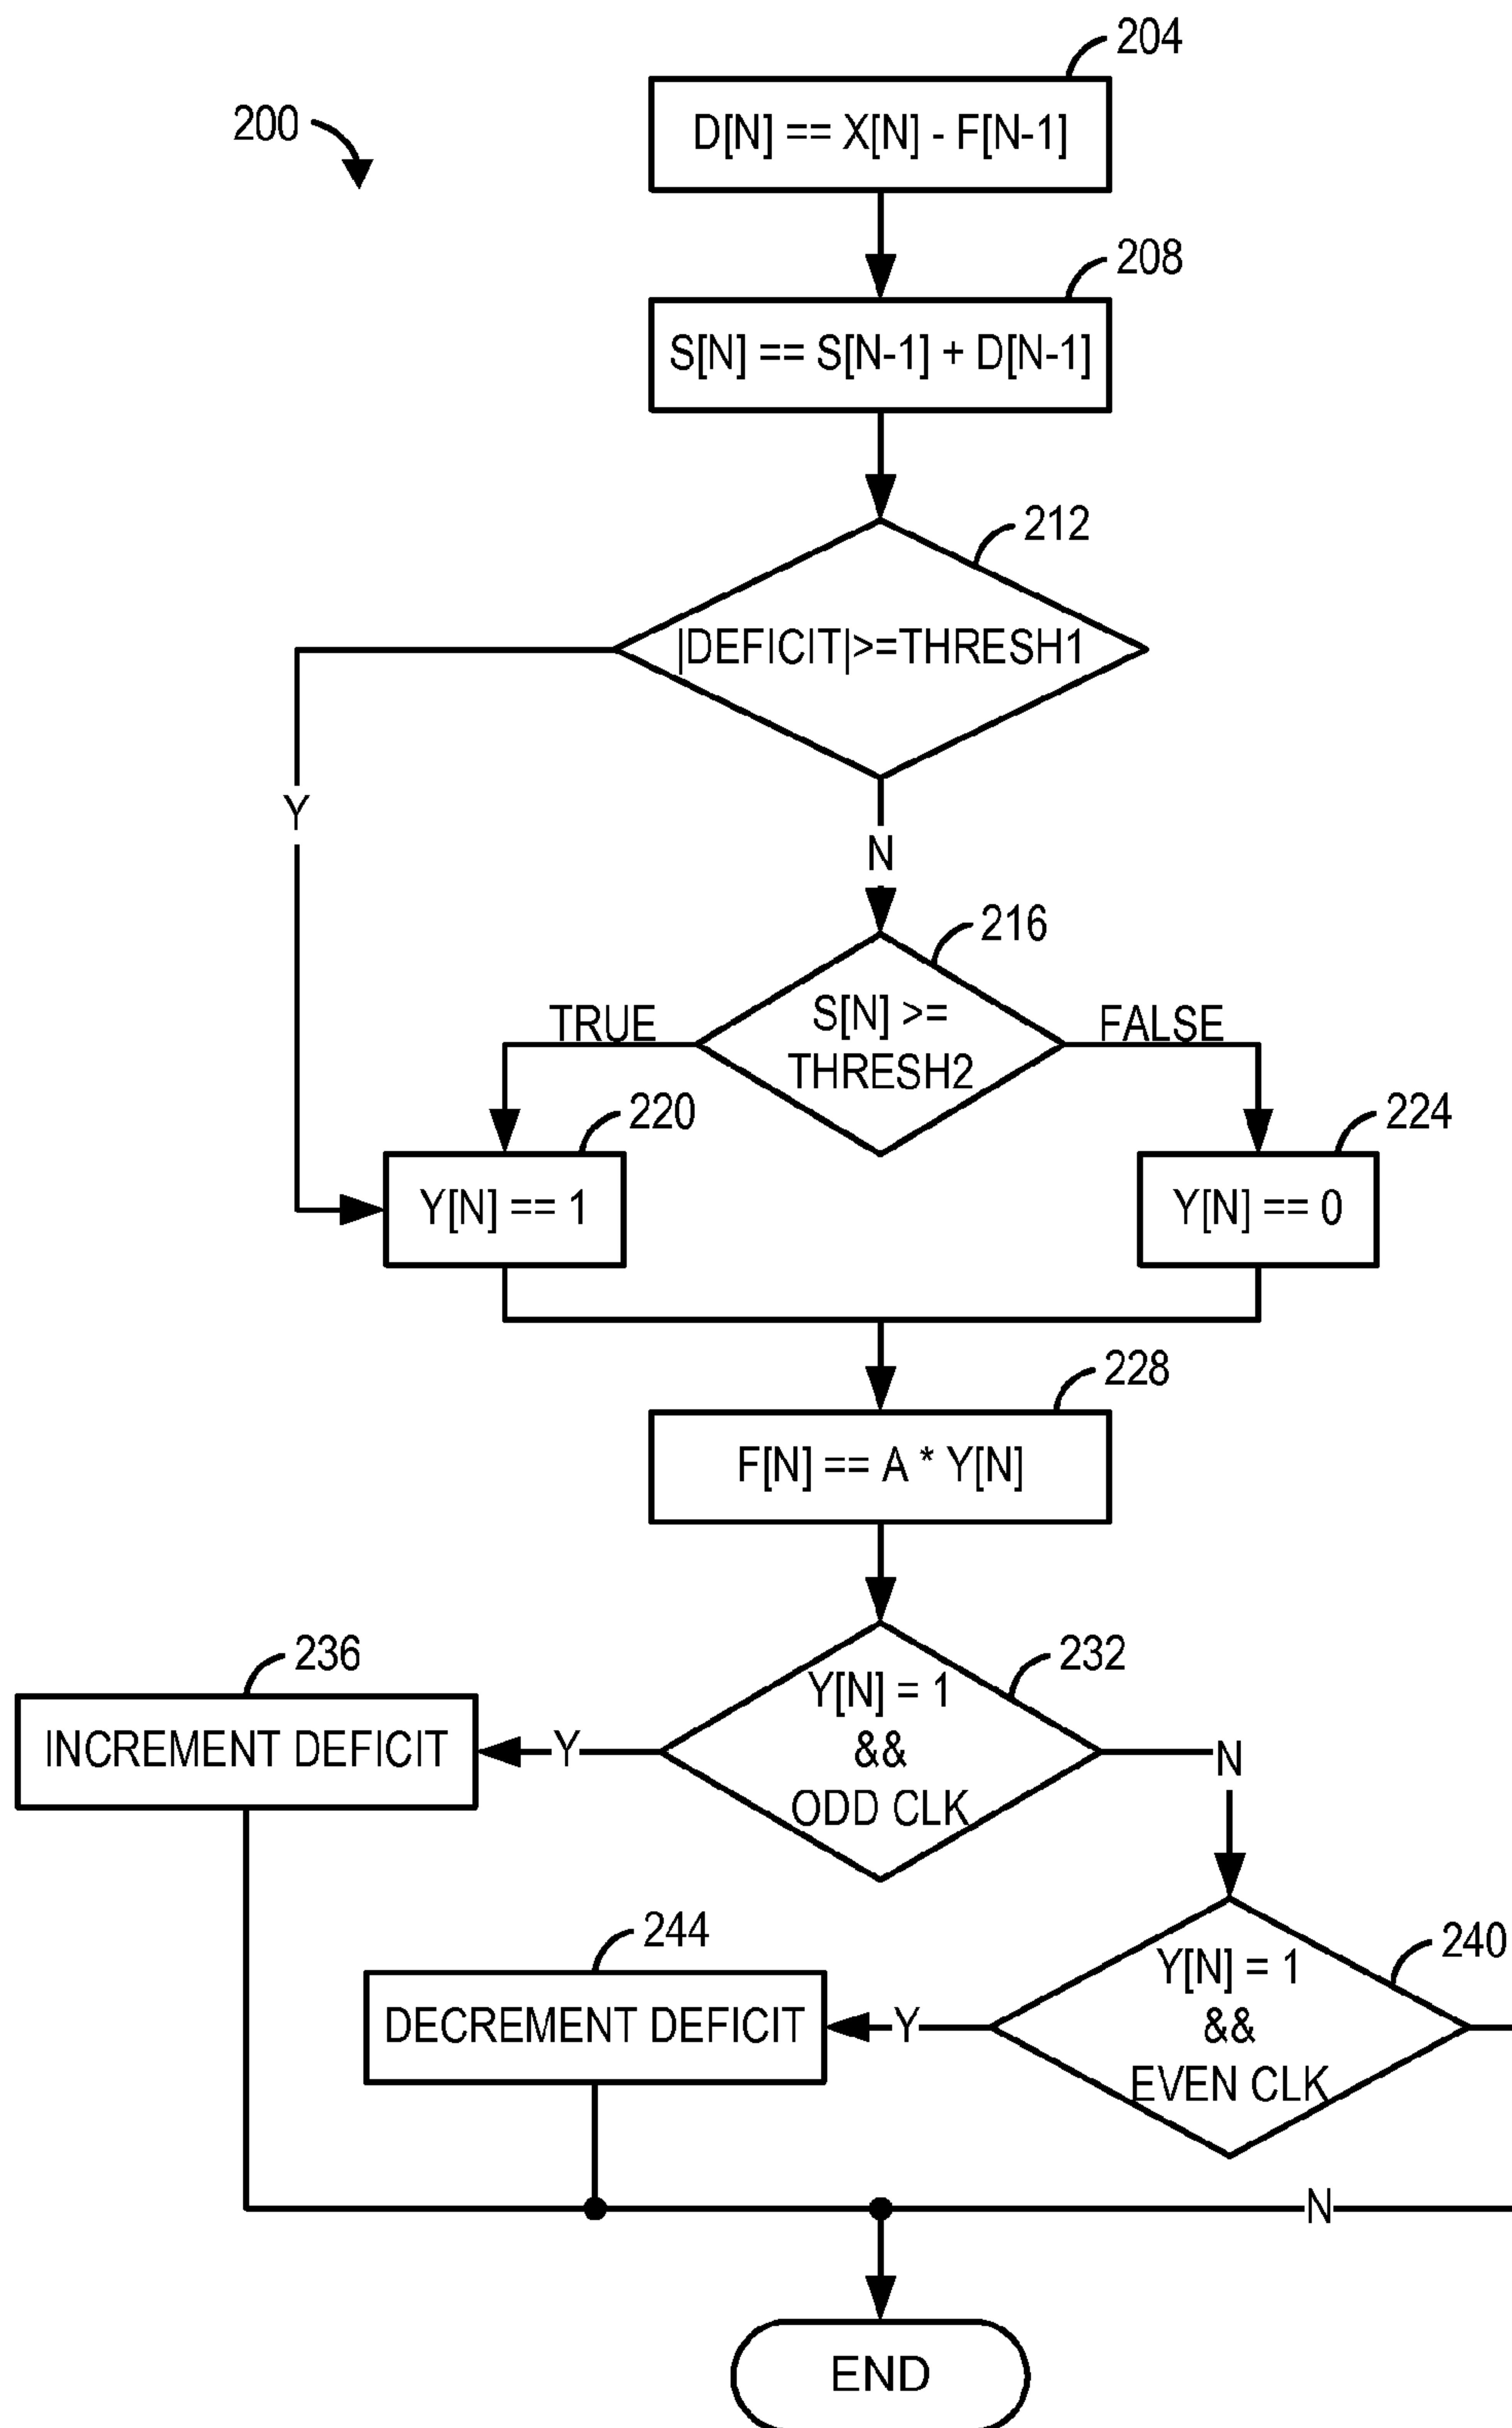 200
204
D[N] == X[N] - F[N-1]
208
S[N] == S[N-1] + D[N-1]
212
|DEFICIT|>=THRESH1
Y
N
216
S[N] >=
THRESH2
TRUE
FALSE
220
Y[N] == 1
224
Y[N] == 0
228
F[N] == A * Y[N]
232
Y[N] = 1
&&
ODD CLK
Y
N
236
INCREMENT DEFICIT
240
Y[N] = 1
&&
EVEN CLK
Y
244
DECREMENT DEFICIT
N
END